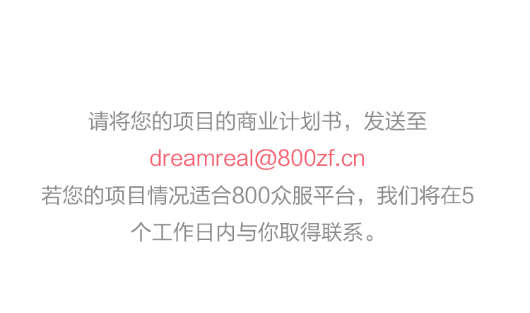 请将您的项目的商业计划书，发送至
dreamreal@800zf.cn
若您的项目情况适合800众服平台，我们将在5
个工作日内与你取得联系。